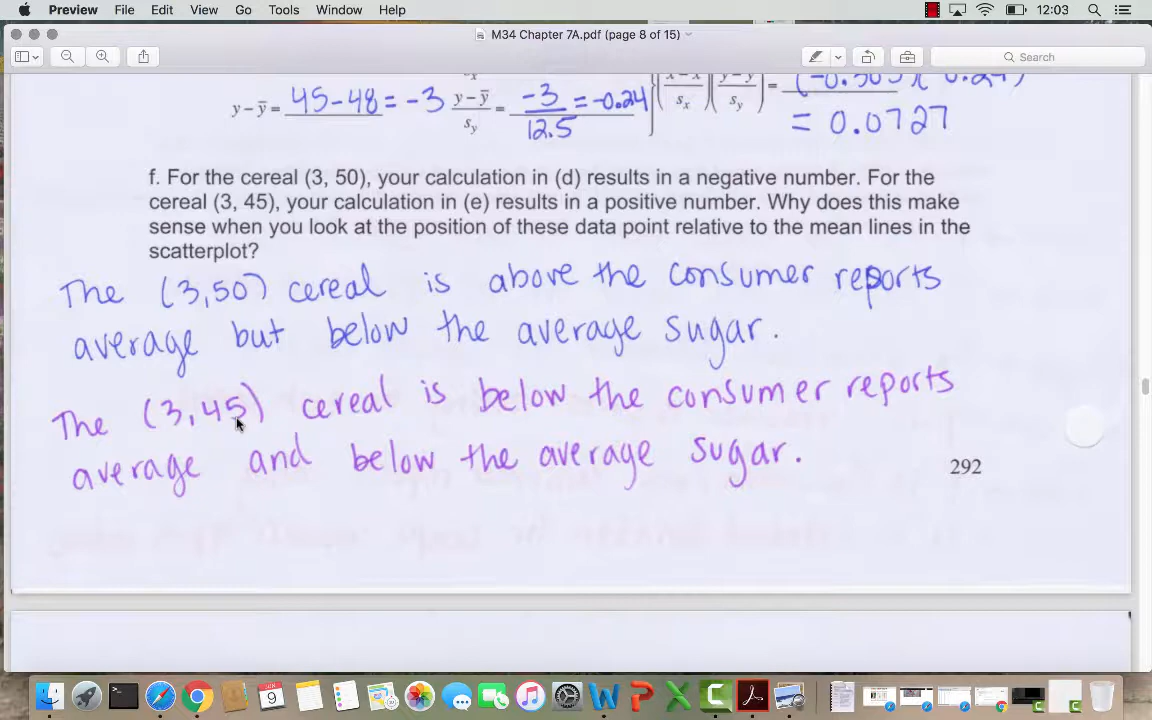 Preview File Edit View Go Tools Window Help 12:03
M34 Chapter 7A.pdf (page 8 of 15)
Search
y – ȳ = 45-48 = -3 y – ȳ / s_y = -3 / 12.5 = -0.24
= 0.0727
f. For the cereal (3, 50), your calculation in (d) results in a negative number. For the
cereal (3, 45), your calculation in (e) results in a positive number. Why does this make
sense when you look at the position of these data point relative to the mean lines in the
scatterplot?
The (3,50) cereal is above the consumer reports
average but below the average sugar.
The (3,45) cereal is below the consumer reports
average and below the average sugar.
292